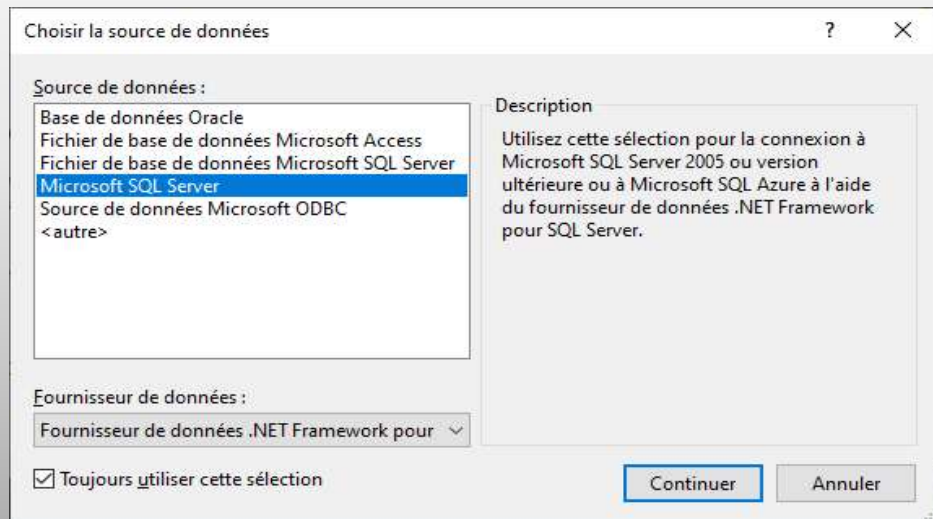 Choisir la source de données
?
Source de données :
Base de données Oracle
Fichier de base de données Microsoft Access
Fichier de base de données Microsoft SQL Server
Microsoft SQL Server
Source de données Microsoft ODBC
<autre>
Fournisseur de données :
Fournisseur de données .NET Framework pour
Toujours utiliser cette sélection
Description
Utilisez cette sélection pour la connexion à
Microsoft SQL Server 2005 ou version
ultérieure ou à Microsoft SQL Azure à l'aide
du fournisseur de données .NET Framework
pour SQL Server.
Continuer
Annuler